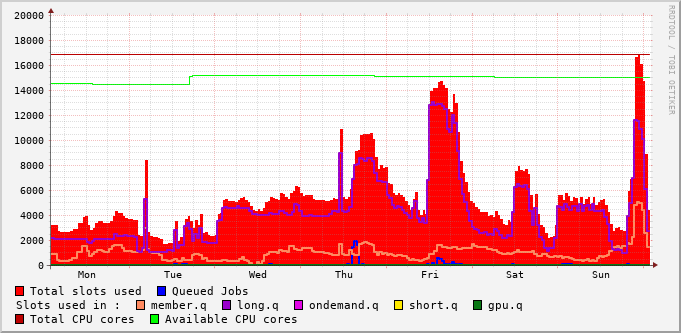 20000
18000
16000
14000
12000
10000
8000
6000
4000
2000
0
Mon Tue Wed Thu Fri Sat Sun
RRDTOOL / TOBI OETIKER
Total slots used Queued Jobs
Slots used in : member.q long.q ondemand.q short.q gpu.q
Total CPU cores Available CPU cores